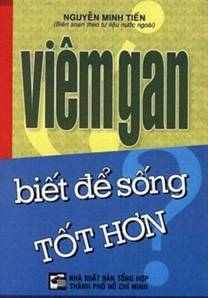 NGUYỄN MINH TIẾN
(Biên soạn theo tư liệu nước ngoài)
viêm gan
biết để sống
TỐT HƠN
NHÀ XUẤT BẢN TỔNG HỢP
THÀNH PHỐ HỒ CHÍ MINH